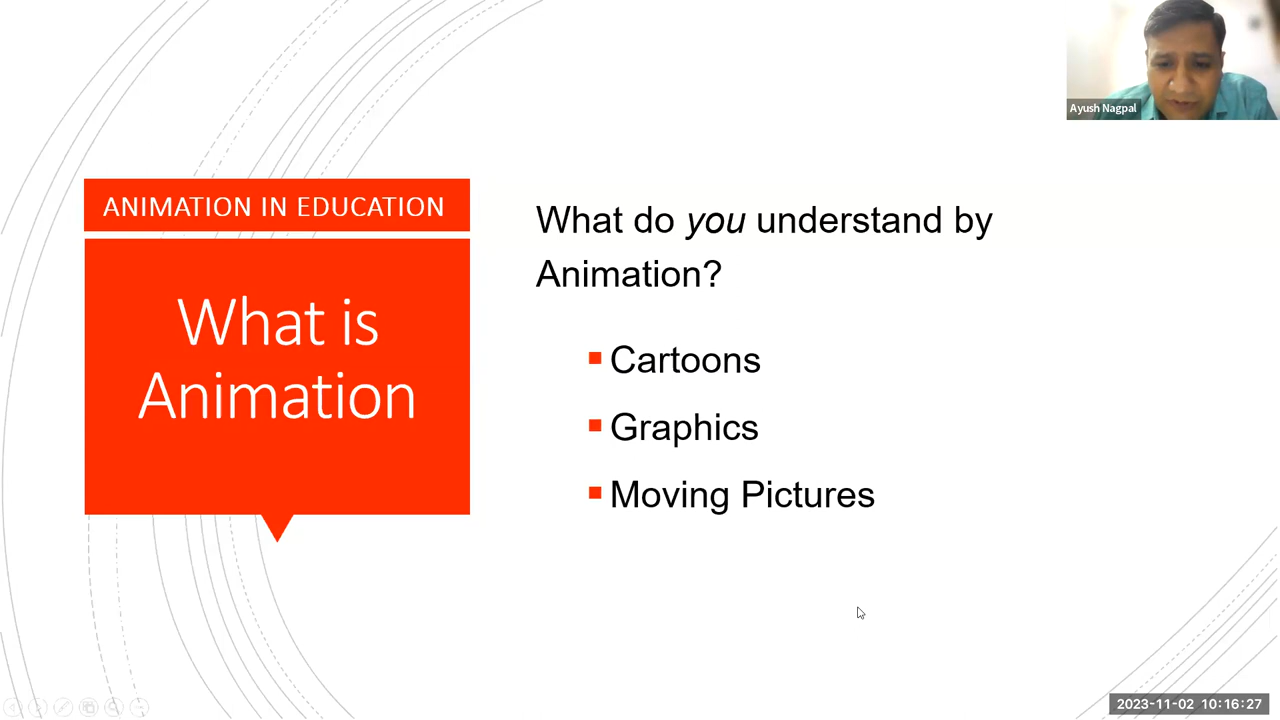 Ayush Nagpal
ANIMATION IN EDUCATION
What is
Animation
What do you understand by
Animation?
Cartoons
Graphics
Moving Pictures
2023-11-02 10:16:27